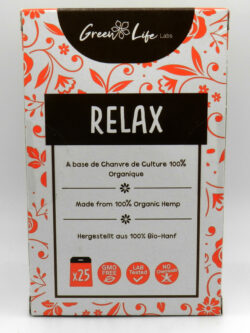 Green Life Labs
RELAX
A base de Chanvre de Culture 100%
Organique
Made from 100% Organic Hemp
Hergestellt aus 100% Bio-Hanf
x25
GMO
FREE
LAB
Tested
NO
Chemicals